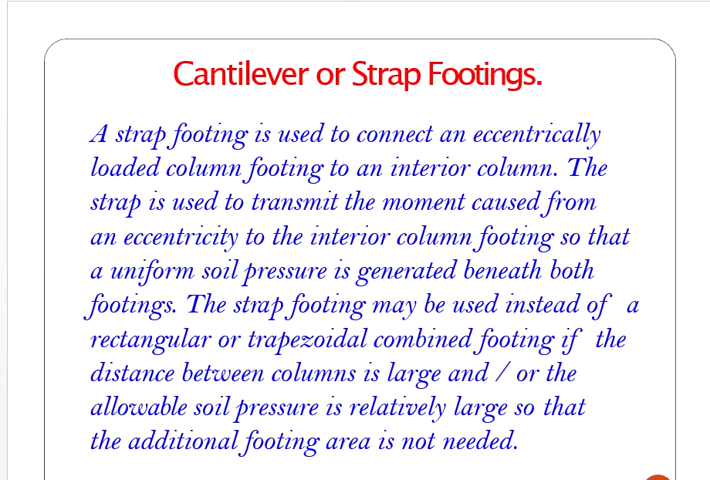 Cantilever or Strap Footings.
A strap footing is used to connect an eccentrically
loaded column footing to an interior column. The
strap is used to transmit the moment caused from
an eccentricity to the interior column footing so that
a uniform soil pressure is generated beneath both
footings. The strap footing may be used instead of a
rectangular or trapezoidal combined footing if the
distance between columns is large and / or the
allowable soil pressure is relatively large so that
the additional footing area is not needed.